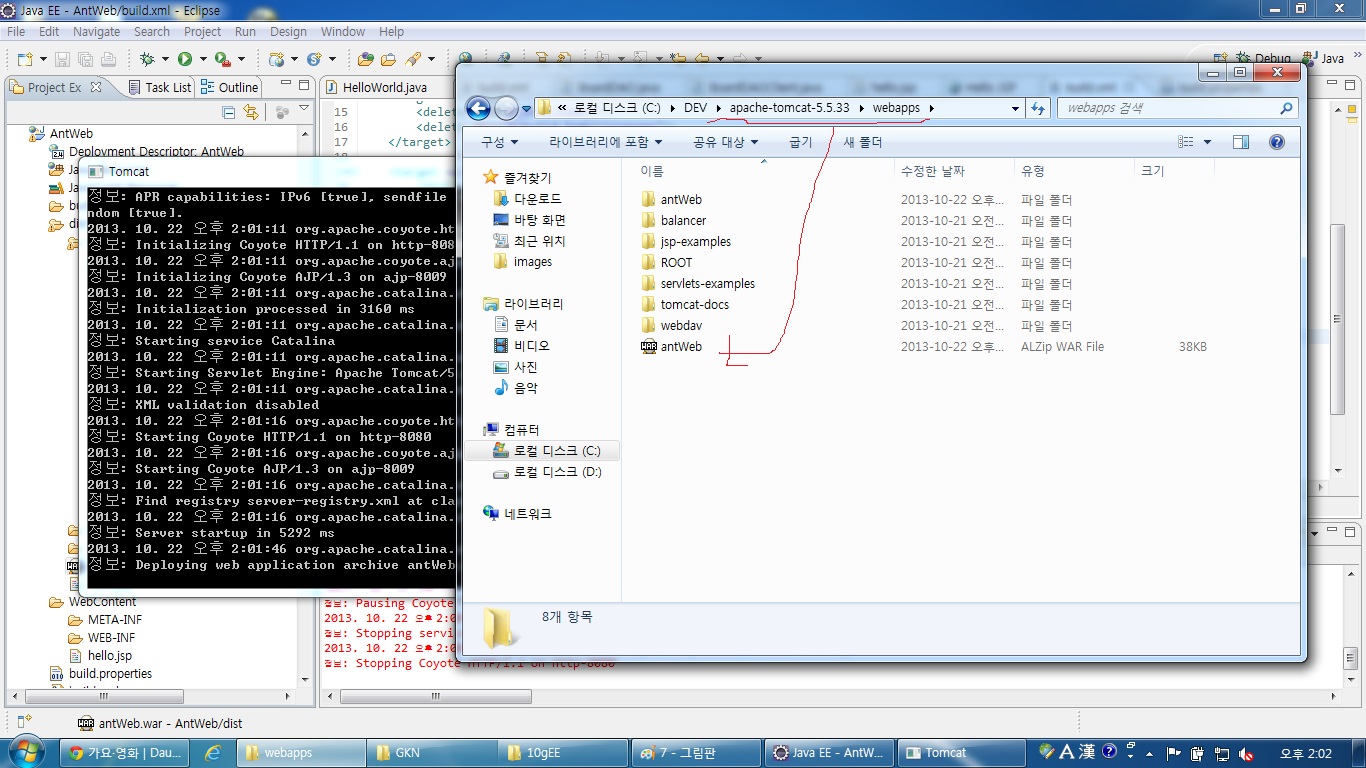 Java EE - AntWeb/build.xml - Eclipse
File Edit Navigate Search Project Run Design Window Help
Debug Java
Project Ex Task List Outline
HelloWorld.java
AntWeb
Deployment Descriptor: AntWeb
15 <delet
16 <delet
17 </target>
Tomcat
정보: APR capabilities: IPv6 [true], sendfile
ndom [true].
2013. 10. 22 오후 2:01:11 org.apache.coyote.ht
정보: Initializing Coyote HTTP/1.1 on http-808
2013. 10. 22 오후 2:01:11 org.apache.coyote.aj
정보: Initializing Coyote AJP/1.3 on ajp-8009
2013. 10. 22 오후 2:01:11 org.apache.catalina.
정보: Initialization processed in 3160 ms
2013. 10. 22 오후 2:01:11 org.apache.catalina.
정보: Starting service Catalina
2013. 10. 22 오후 2:01:11 org.apache.catalina.
정보: Starting Servlet Engine: Apache Tomcat/5
2013. 10. 22 오후 2:01:11 org.apache.catalina.
정보: XML validation disabled
2013. 10. 22 오후 2:01:16 org.apache.coyote.ht
정보: Starting Coyote HTTP/1.1 on http-8080
2013. 10. 22 오후 2:01:16 org.apache.coyote.aj
정보: Starting Coyote AJP/1.3 on ajp-8009
2013. 10. 22 오후 2:01:16 org.apache.catalina.
정보: Find registry server-registry.xml at cla
2013. 10. 22 오후 2:01:16 org.apache.catalina.
정보: Server startup in 5292 ms
2013. 10. 22 오후 2:01:46 org.apache.catalina.
정보: Deploying web application archive antWeb
로컬 디스크 (C:) DEV apache-tomcat-5.5.33 webapps
webapps 검색
구성 라이브러리에 포함 공유 대상 굽기 새 폴더
즐겨찾기
다운로드
바탕 화면
최근 위치
images
라이브러리
문서
비디오
사진
음악
컴퓨터
로컬 디스크 (C:)
로컬 디스크 (D:)
네트워크
이름 수정한 날짜 유형 크기
antWeb 2013-10-22 오후... 파일 폴더
balancer 2013-10-21 오전... 파일 폴더
jsp-examples 2013-10-21 오전... 파일 폴더
ROOT 2013-10-21 오전... 파일 폴더
servlets-examples 2013-10-21 오전... 파일 폴더
tomcat-docs 2013-10-21 오전... 파일 폴더
webdav 2013-10-21 오전... 파일 폴더
antWeb 2013-10-22 오후... ALZip WAR File 38KB
8개 항목
WebContent
META-INF
WEB-INF
hello.jsp
build.properties
정보: Pausing Coyote
2013. 10. 22 오후 2:0
정보: Stopping servi
2013. 10. 22 오후 2:0
정보: Stopping Coyote HTTP/1.1 on http-8080
antWeb.war - AntWeb/dist
가요·영화 | Dau... webapps GKN 10gEE 7 - 그림판 Java EE - AntW... Tomcat A 漢 오후 2:02